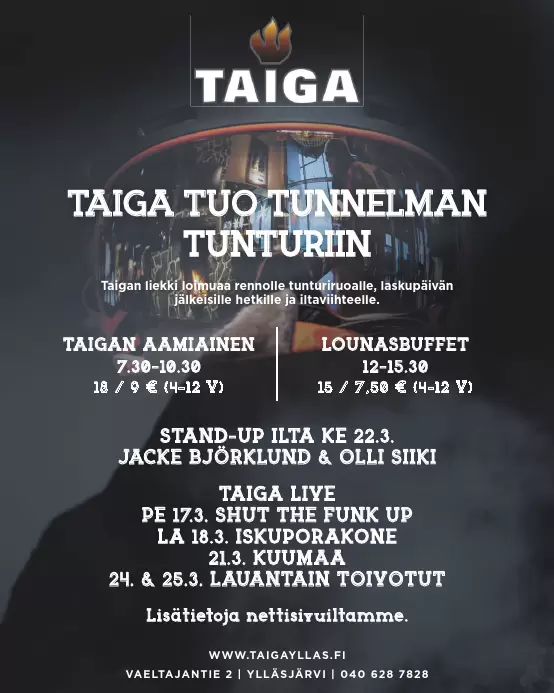 TAIGA
TAIGA TUO TUNNELMAN
TUNTURIIN
Taigan liekki loimuaa rennolle tunturiruoalle, laskupäivän
jälkeisille hetkille ja iltaviihteelle.
TAIGAN AAMIAINEN
7.30-10.30
18 / 9 € (4-12 V)
LOUNASBUFFET
12-15.30
15 / 7,50 € (4-12 V)
STAND-UP ILTA KE 22.3.
JACKE BJÖRKLUND & OLLI SIIKI
TAIGA LIVE
PE 17.3. SHUT THE FUNK UP
LA 18.3. ISKUPORAKONE
21.3. KUUMAA
24. & 25.3. LAUANTAIN TOIVOTUT
Lisätietoja nettisivuiltamme.
WWW.TAIGAYLLAS.FI
VAELTAJANTIE 2 | YLLÄSJÄRVI | 040 628 7828